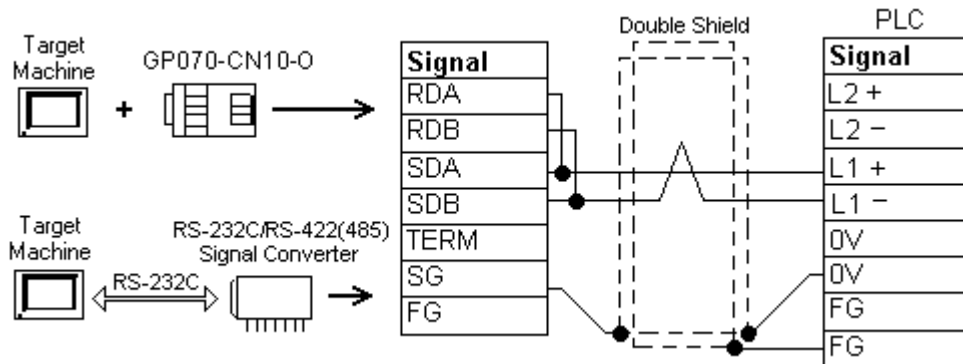 Target
Machine
+
GP070-CN10-O
Target
Machine
RS-232C
RS-232C/RS-422(485)
Signal Converter
Signal
RDA
RDB
SDA
SDB
TERM
SG
FG
Double Shield
PLC
Signal
L2 +
L2 −
L1 +
L1 −
0V
0V
FG
FG